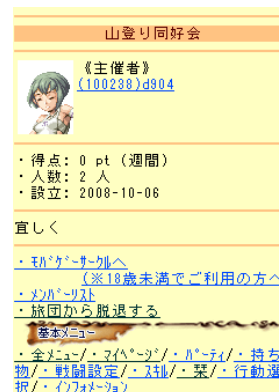 山登り同好会
《主催者》
(100238)d904
・得点: 0 pt (週間)
・人数: 2 人
・設立: 2008-10-06
宜しく
・ﾓﾊﾞｹﾞｰｻｰｸﾙへ
(※18歳未満でご利用の方へ
・ﾒﾝﾊﾞｰﾘｽﾄ
・旅団から脱退する
基本ﾒﾆｭｰ
・全ﾒﾆｭｰ/・ﾏｲﾍﾟｰｼﾞ/・ﾊﾟｰﾃｨ/・持ち
物/・戦闘設定/・ｽｷﾙ/・栞/・行動選
択/・ｲﾝﾌｫﾒｰｼｮﾝ